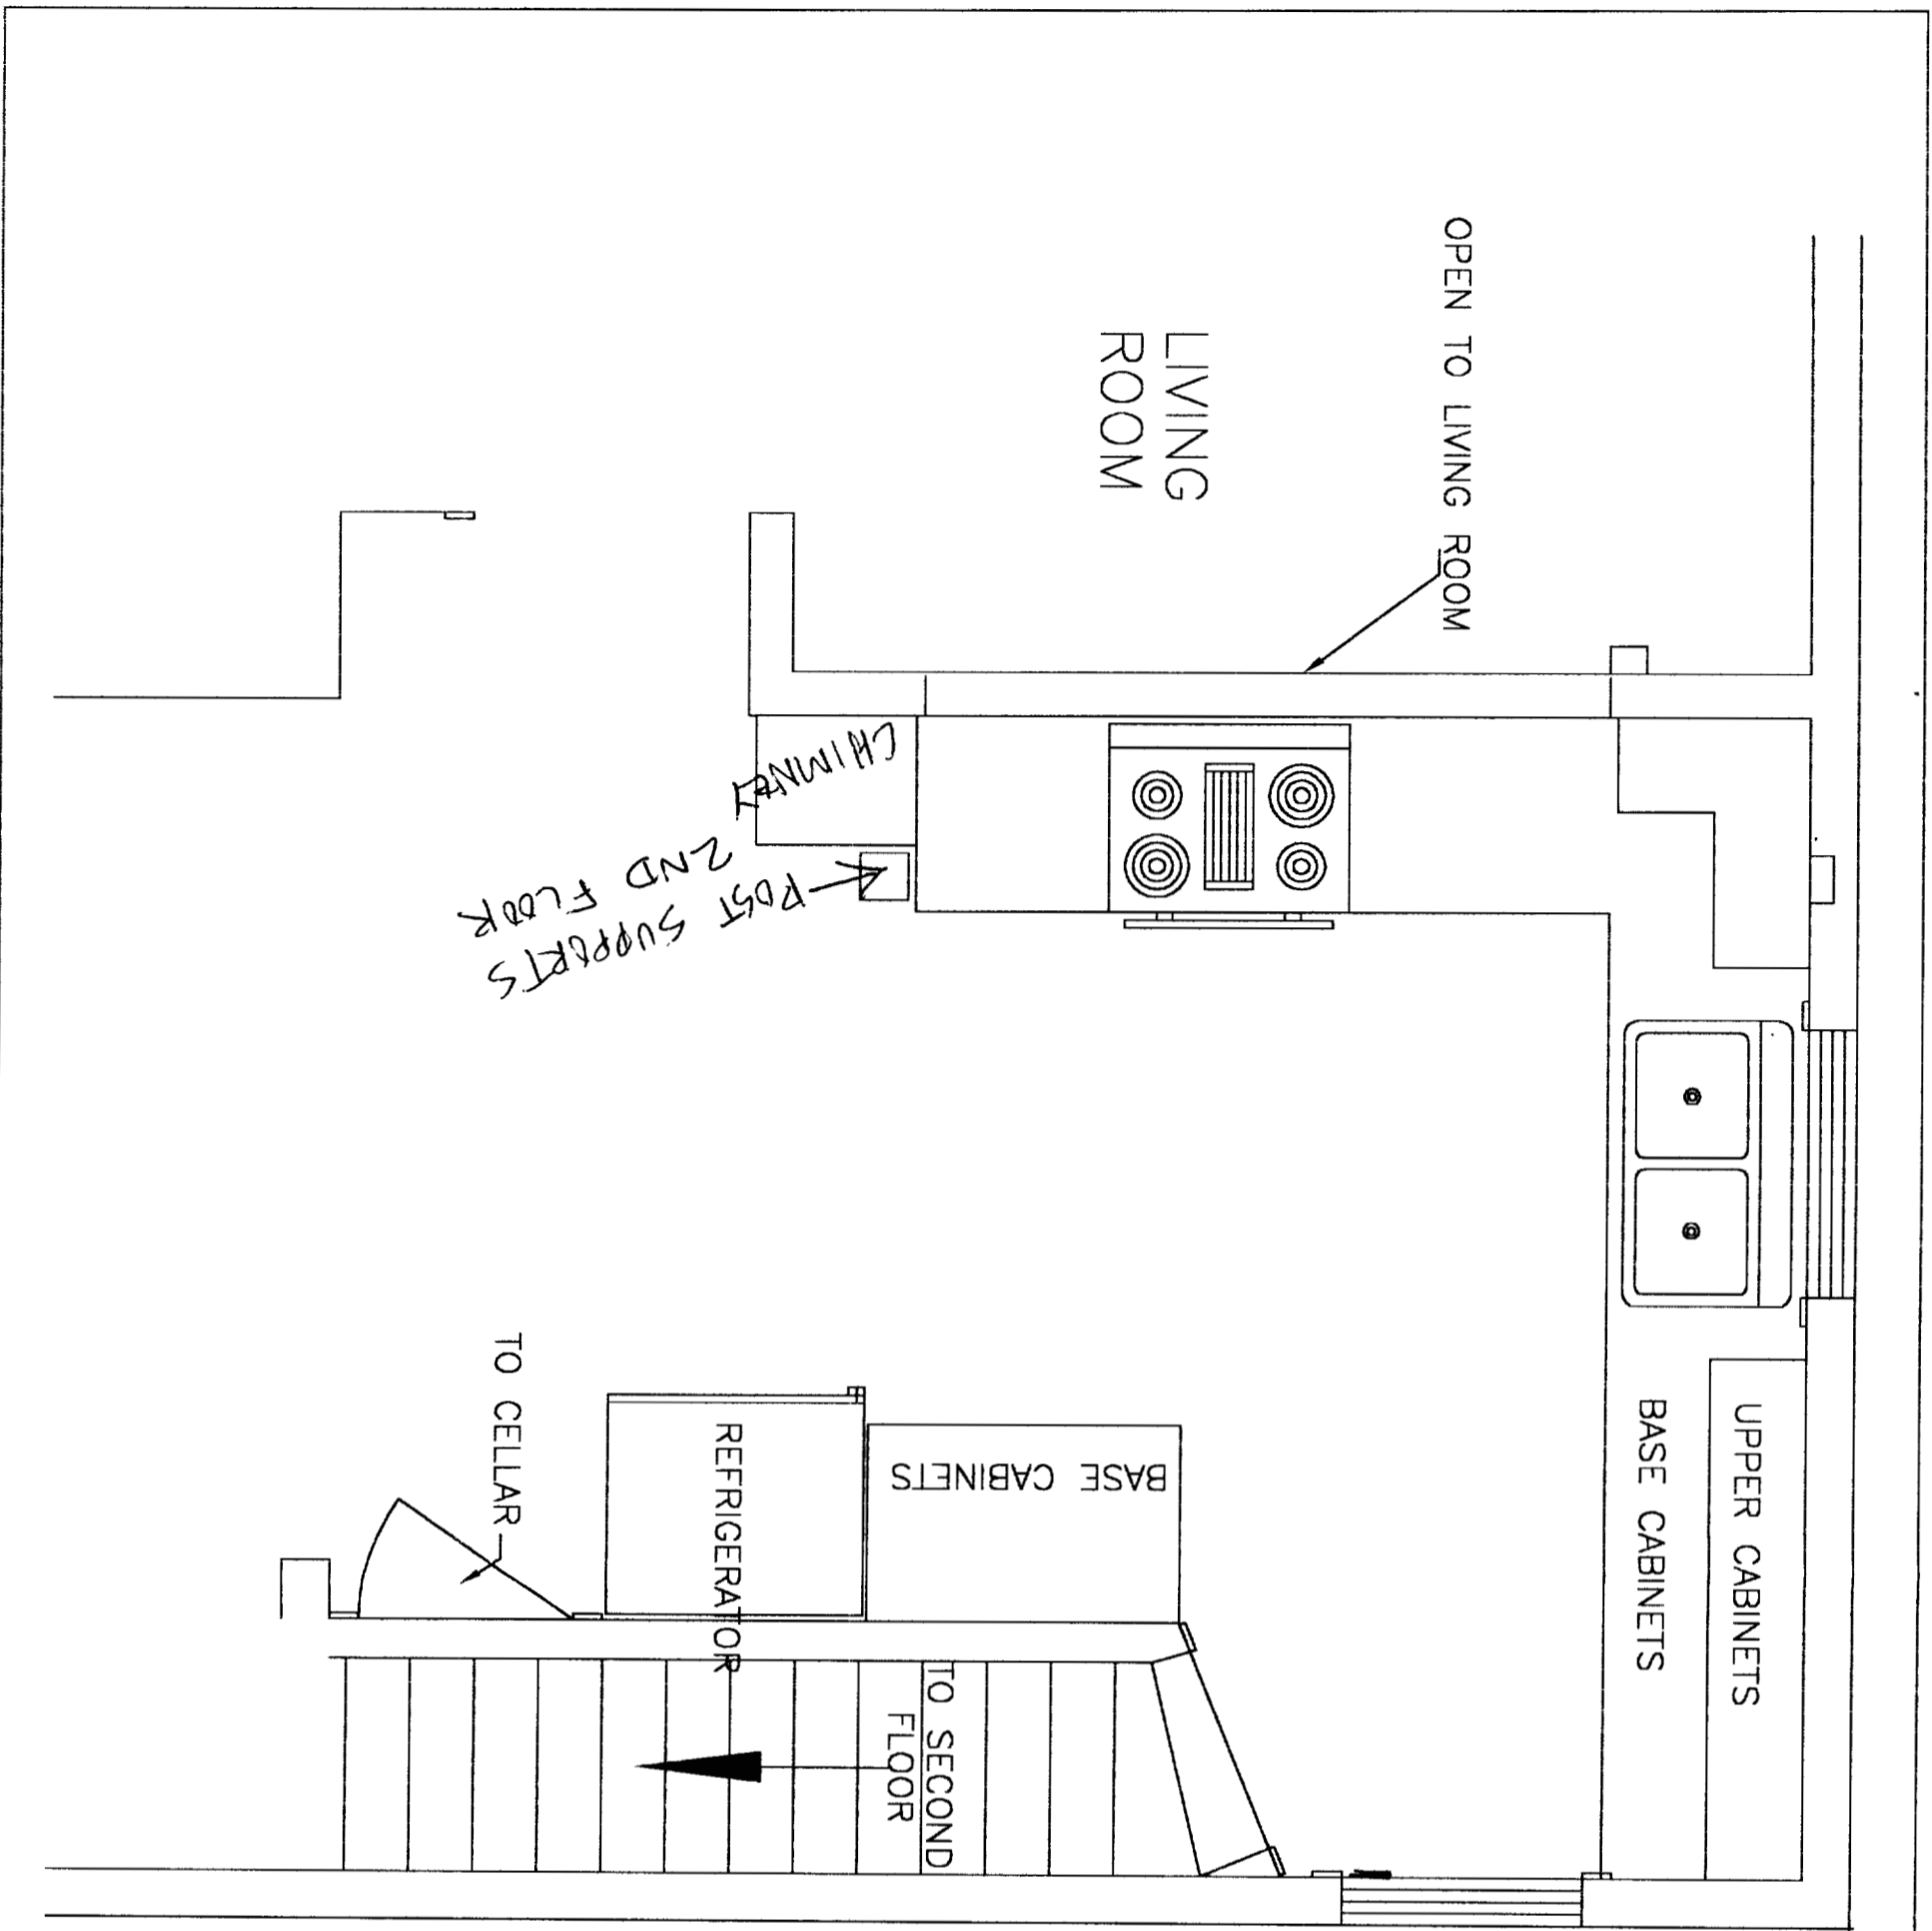 OPEN TO LIVING ROOM
LIVING
ROOM
UPPER CABINETS
BASE CABINETS
BASE CABINETS
REFRIGERATOR
TO CELLAR
TO SECOND
FLOOR
CHIMNEY
POST SUPPORTS
2ND FLOOR